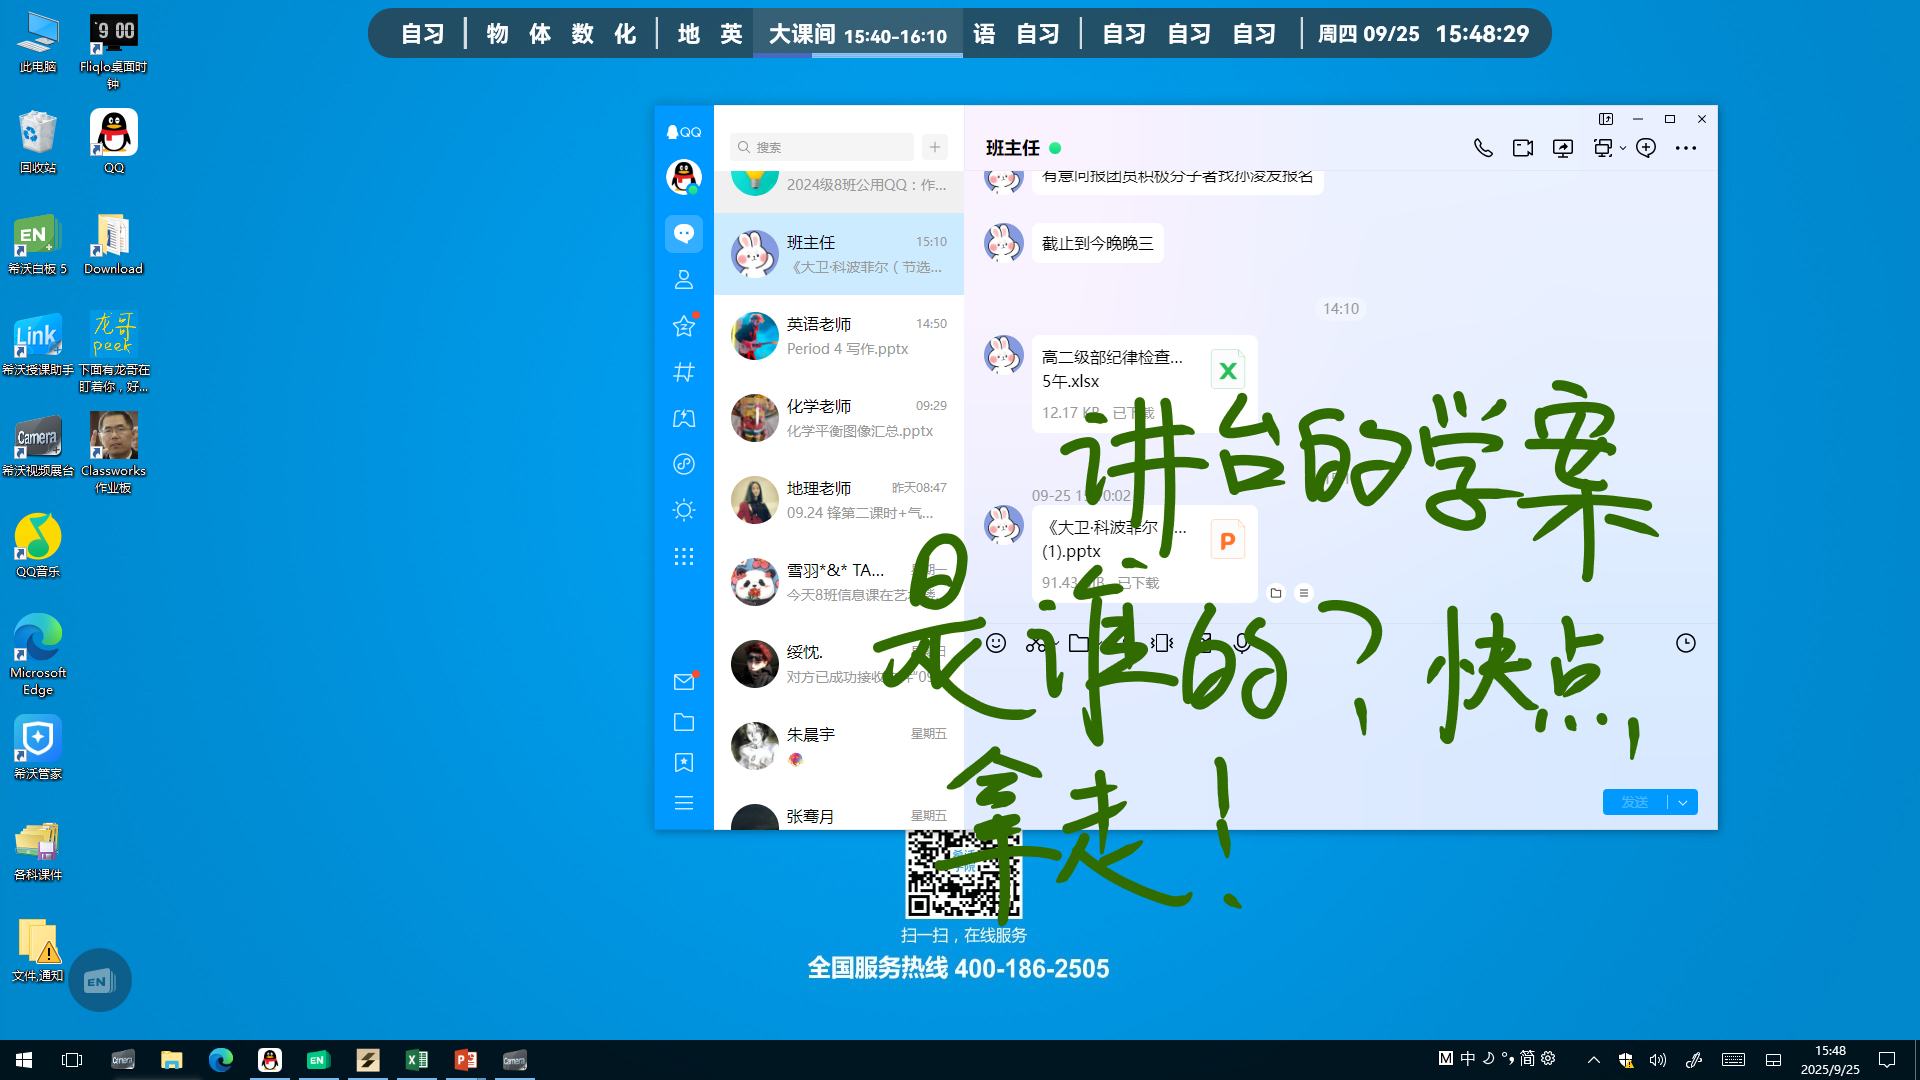 自习 物 体 数 化 地 英 大课间 15:40-16:10 语 自习 自习 自习 自习 周四 09/25 15:48:29
此电脑
Fliqlo桌面时钟
回收站
QQ
EN
希沃白板 5
Download
Link
希沃授课助手
龙哥
peek
下面有龙哥在盯着你，好...
Camera
希沃视频展台
Classworks
作业板
QQ音乐
Microsoft
Edge
希沃管家
各科课件
文件,通知
EN
QQ
搜索
2024级8班公用QQ：作...
班主任 15:10
《大卫·科波菲尔（节选...
英语老师 14:50
Period 4 写作.pptx
化学老师 09:29
化学平衡图像汇总.pptx
地理老师 昨天08:47
09.24 锋第二课时+气...
雪羽*&* TA...
今天8班信息课在艺
绥忱.
对方已成功接收
朱晨宇 星期五
张骞月 星期五
班主任
有意向报团员积极分子者找孙凌友报名
截止到今晚晚三
14:10
高二级部纪律检查...
5午.xlsx
12.17 KB 已下载
09-25 15:10:02
《大卫·科波菲尔 ...
(1).pptx
91.43 MB 已下载
发送
讲台的学案
是谁的？快点，
拿走！
扫一扫，在线服务
全国服务热线 400-186-2505
M 中 简
15:48
2025/9/25